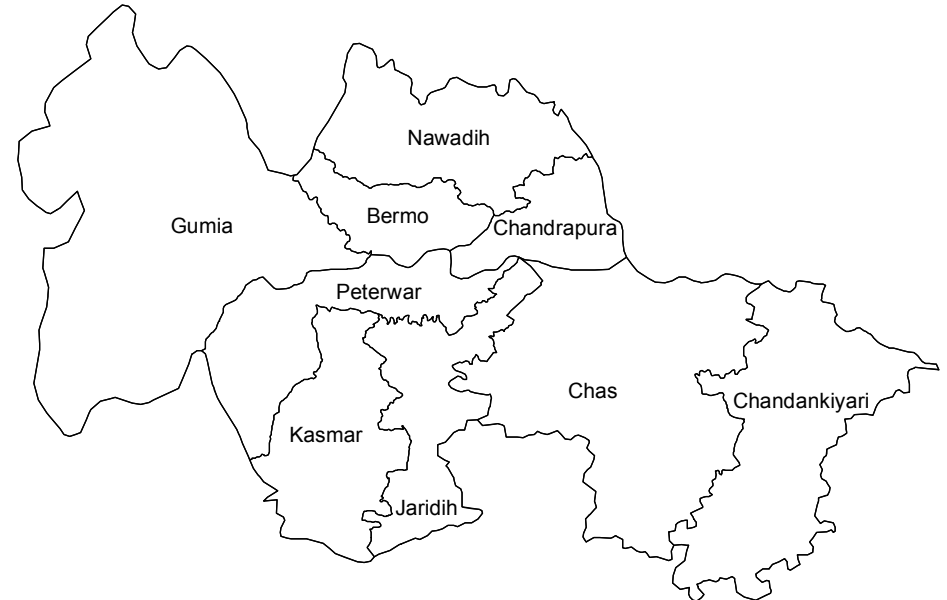 Nawadih
Bermo
Gumia
Chandrapura
Peterwar
Chas
Chandankiyari
Kasmar
Jaridih